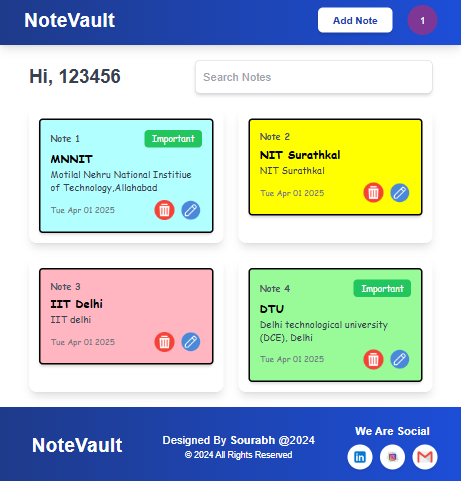 NoteVault
Add Note
1
Hi, 123456
Search Notes
Note 1
Important
MNNIT
Motilal Nehru National Institiue
of Technology,Allahabad
Tue Apr 01 2025
Note 2
NIT Surathkal
NIT Surathkal
Tue Apr 01 2025
Note 3
IIT Delhi
IIT delhi
Tue Apr 01 2025
Note 4
Important
DTU
Delhi technological university
(DCE), Delhi
Tue Apr 01 2025
NoteVault
Designed By Sourabh @2024
© 2024 All Rights Reserved
We Are Social
in